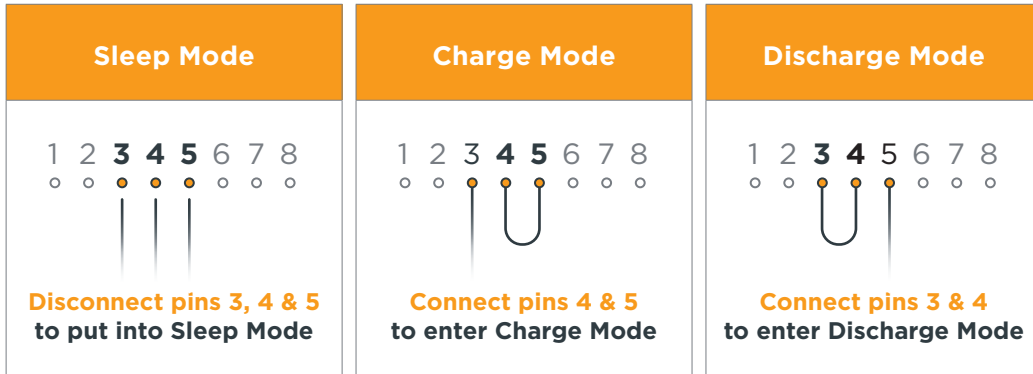 Sleep Mode
1 2 3 4 5 6 7 8
Disconnect pins 3, 4 & 5
to put into Sleep Mode
Charge Mode
1 2 3 4 5 6 7 8
Connect pins 4 & 5
to enter Charge Mode
Discharge Mode
1 2 3 4 5 6 7 8
Connect pins 3 & 4
to enter Discharge Mode